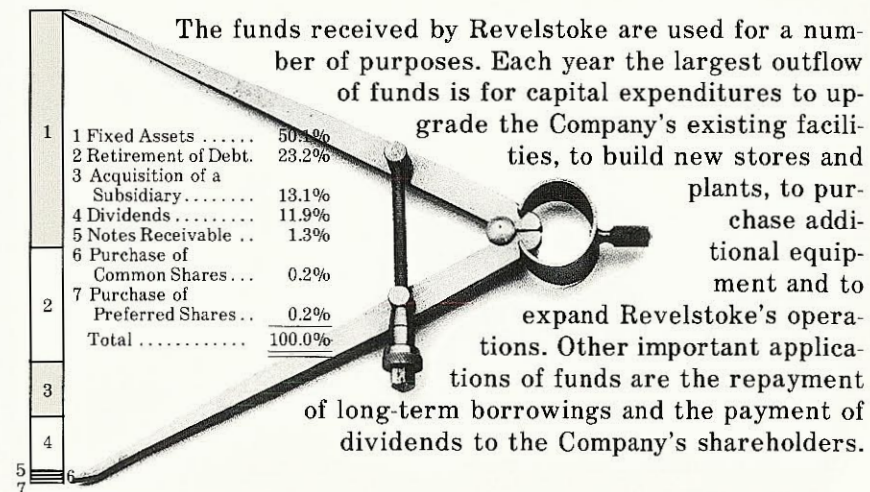 The funds received by Revelstoke are used for a num-
ber of purposes. Each year the largest outflow
of funds is for capital expenditures to up-
grade the Company's existing facili-
ties, to build new stores and
plants, to pur-
chase addi-
tional equip-
ment and to
expand Revelstoke's opera-
tions. Other important applica-
tions of funds are the repayment
of long-term borrowings and the payment of
dividends to the Company's shareholders.
1 Fixed Assets ...... 50.1%
2 Retirement of Debt. 23.2%
3 Acquisition of a
Subsidiary........ 13.1%
4 Dividends ......... 11.9%
5 Notes Receivable .. 1.3%
6 Purchase of
Common Shares... 0.2%
7 Purchase of
Preferred Shares.. 0.2%
Total ............ 100.0%
1
2
3
4
5
6
7